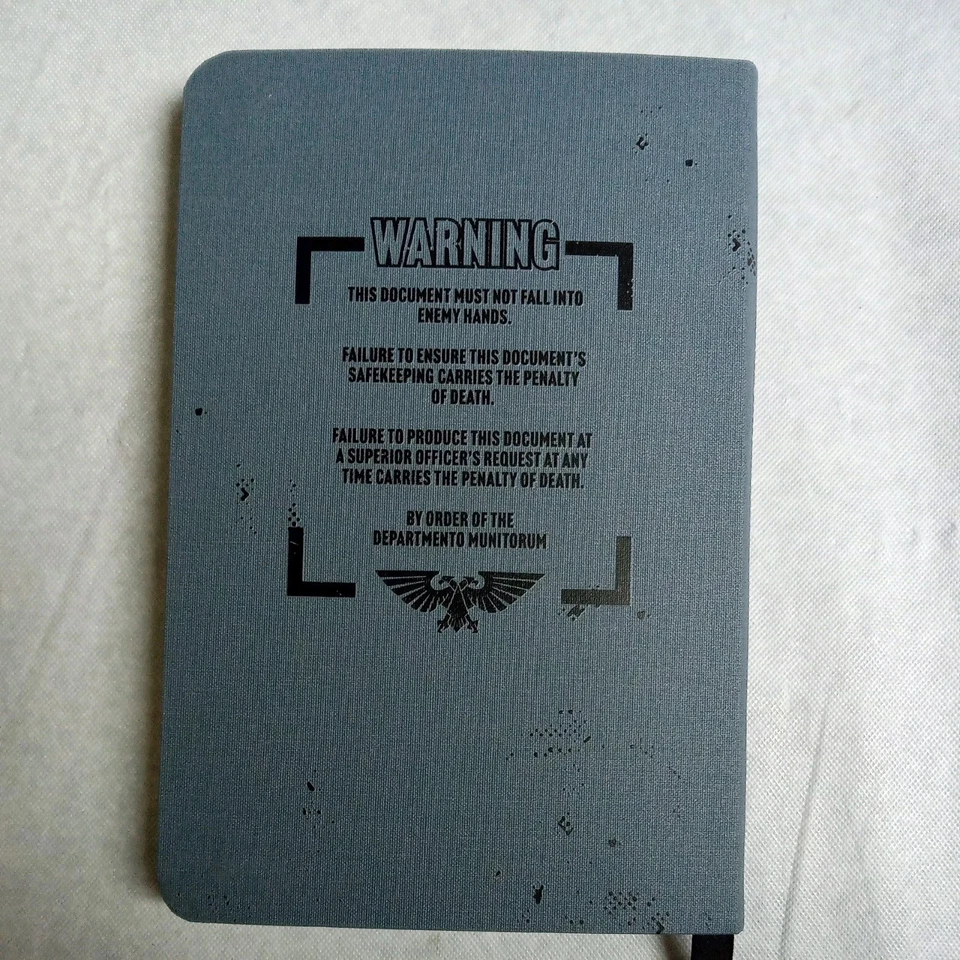 WARNING
THIS DOCUMENT MUST NOT FALL INTO
ENEMY HANDS.
FAILURE TO ENSURE THIS DOCUMENT'S
SAFEKEEPING CARRIES THE PENALTY
OF DEATH.
FAILURE TO PRODUCE THIS DOCUMENT AT
A SUPERIOR OFFICER'S REQUEST AT ANY
TIME CARRIES THE PENALTY OF DEATH.
BY ORDER OF THE
DEPARTMENTO MUNITORUM